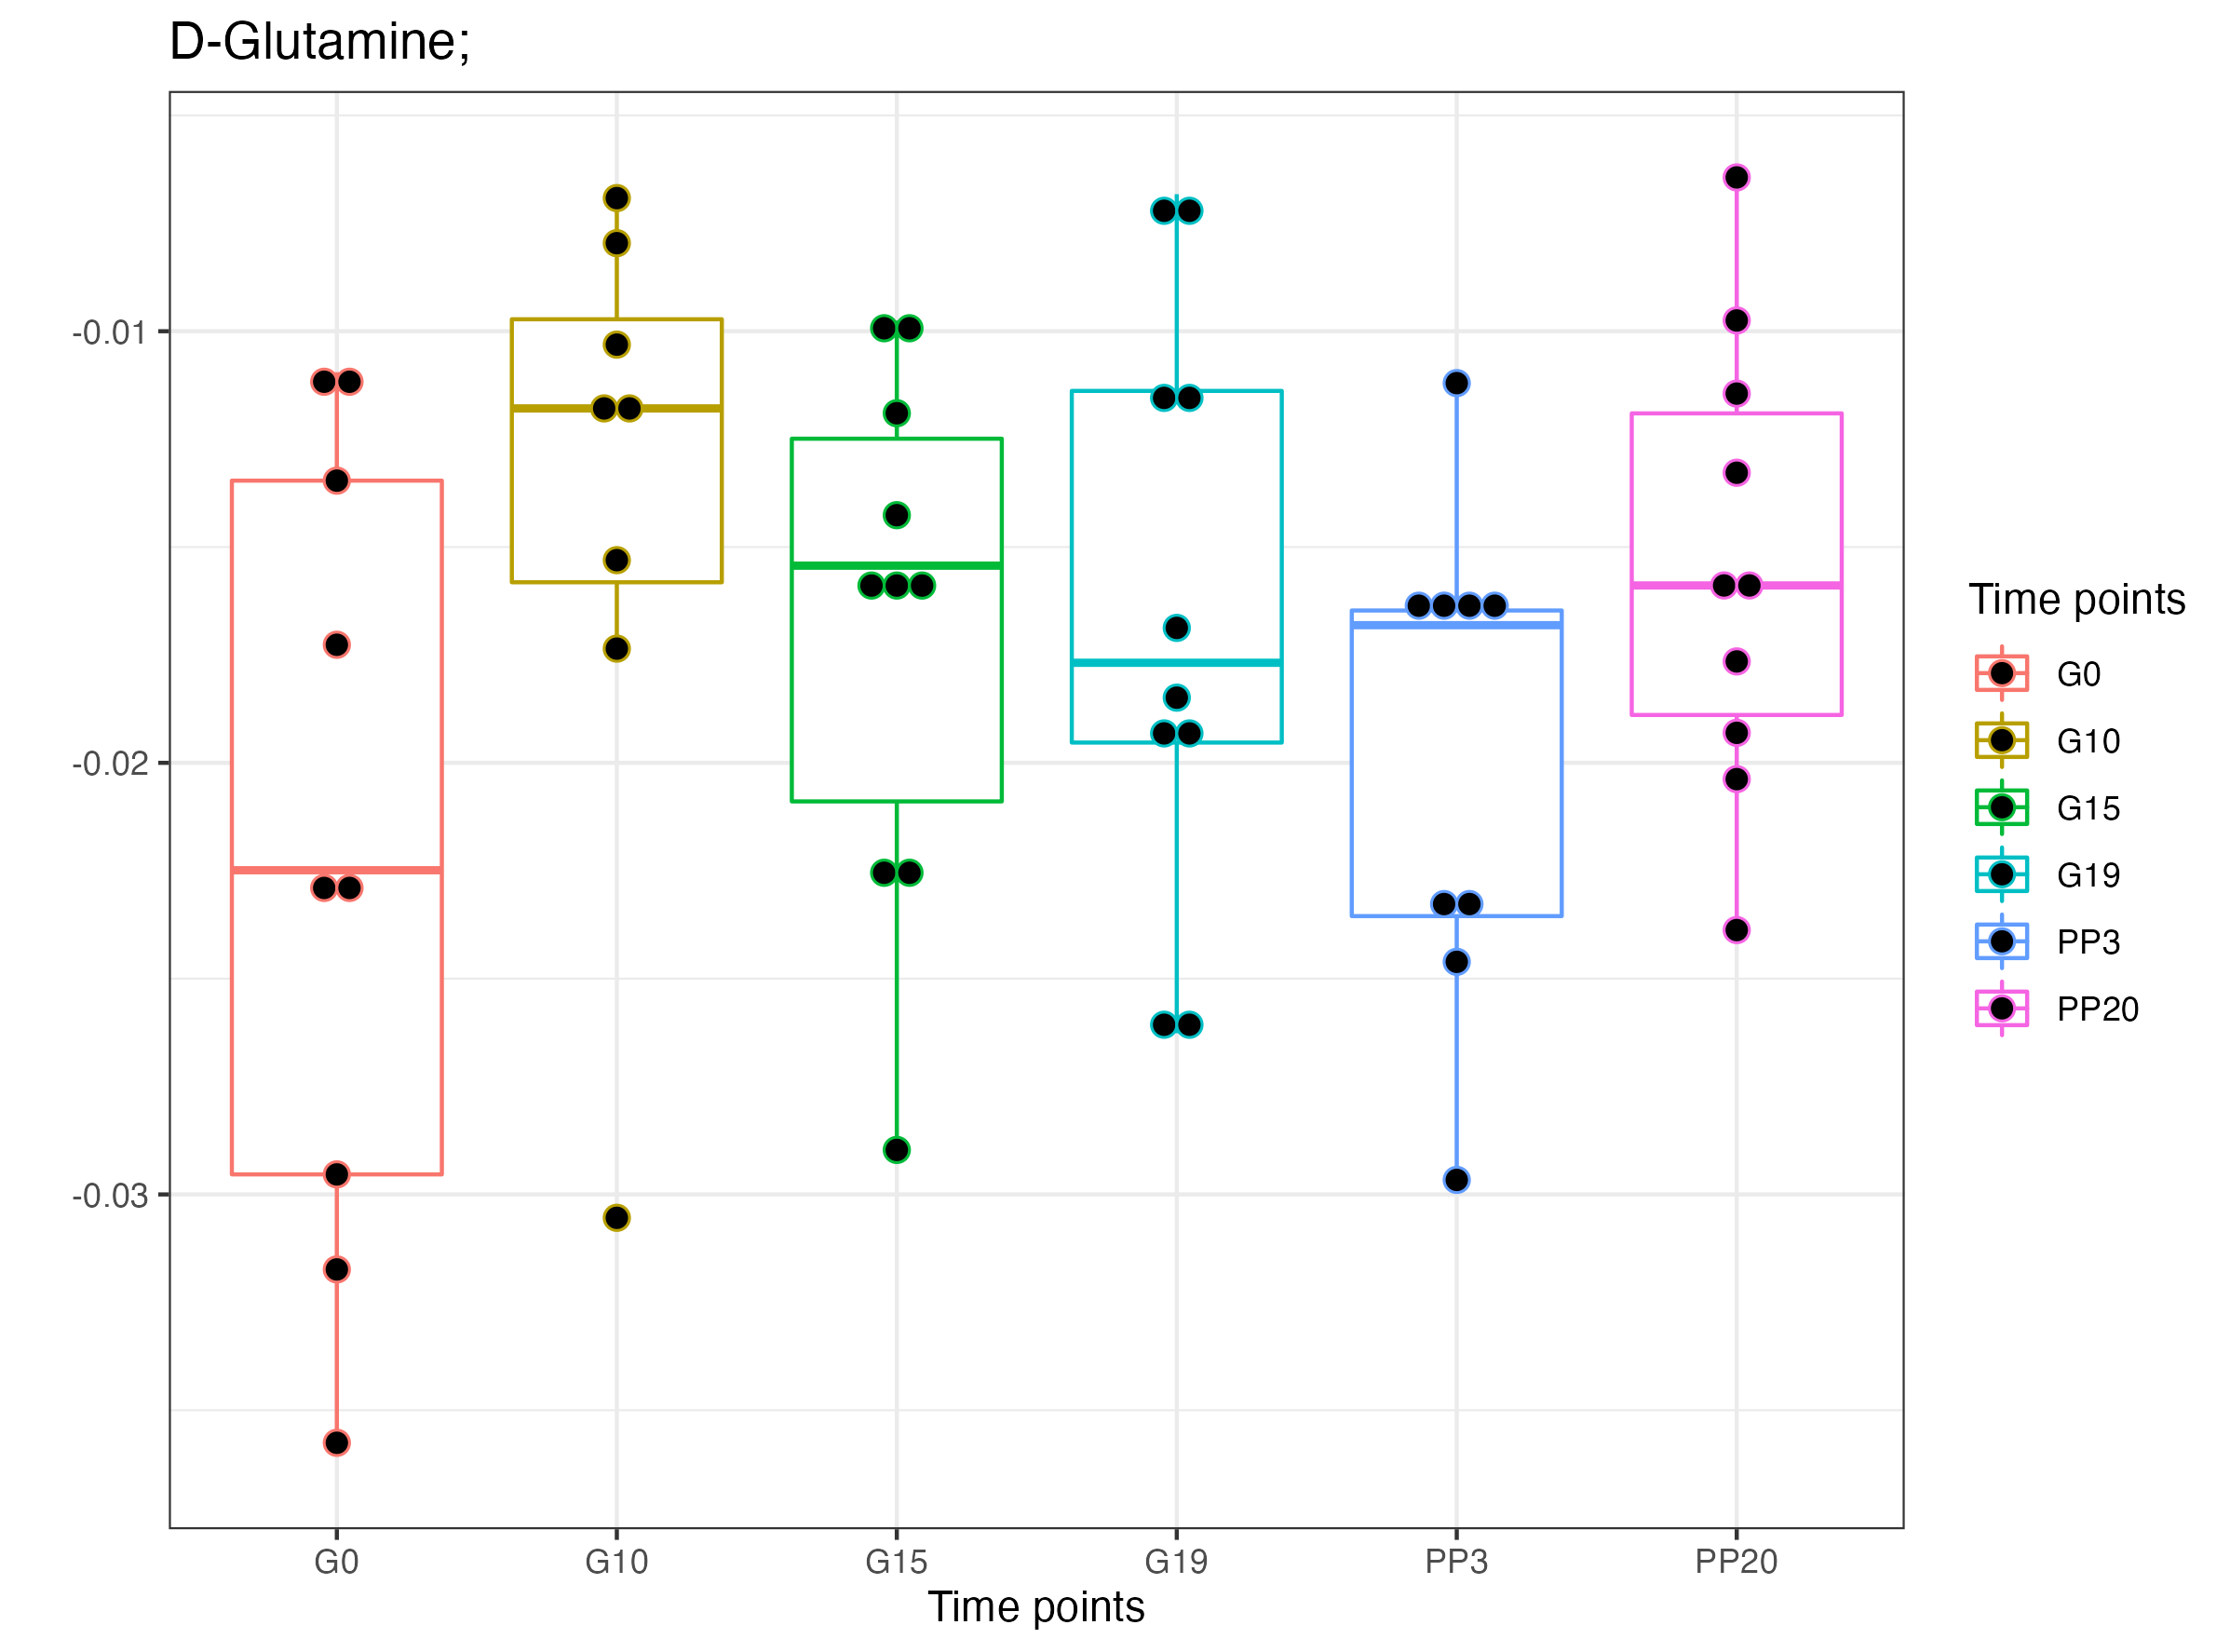 D-Glutamine;
-0.01
-0.02
-0.03
G0 G10 G15 G19 PP3 PP20
Time points
Time points
G0
G10
G15
G19
PP3
PP20